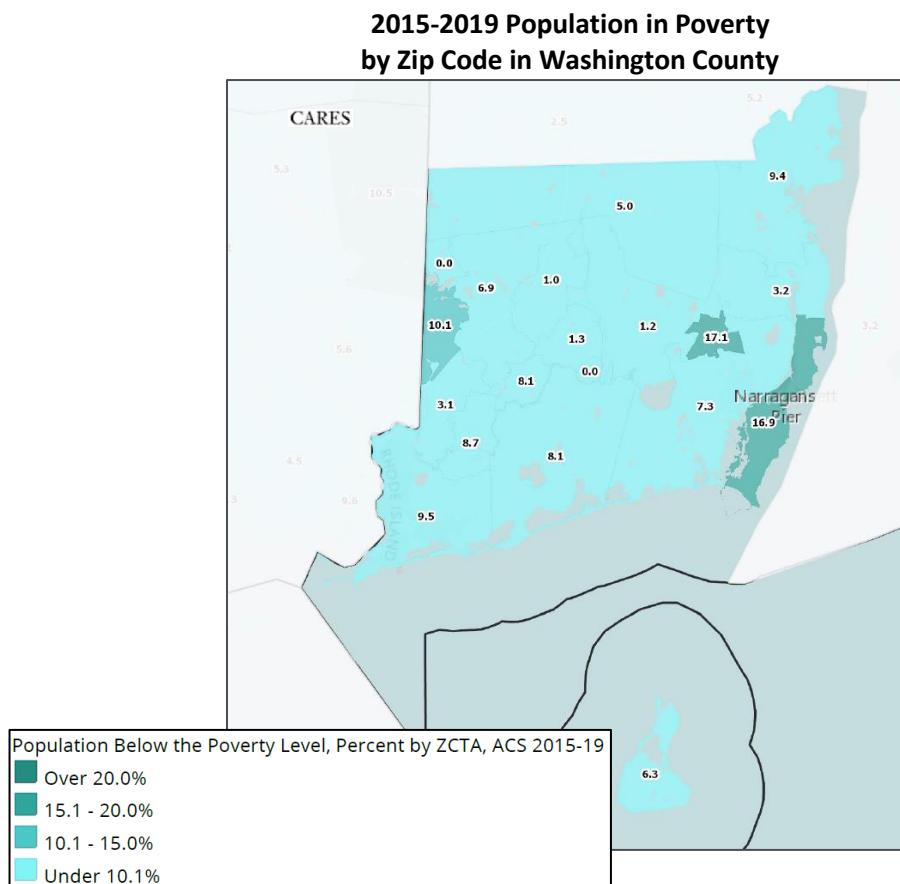 2015-2019 Population in Poverty
by Zip Code in Washington County
CARES
5.2
2.5
5.3
9.4
10.5
5.0
0.0
1.0
6.9
3.2
10.1
1.2
3.2
17.1
1.3
5.6
0.0
8.1
Narragansett
Pier
3.1
7.3
16.9
8.7
8.1
4.5
RHODE ISLAND
9.6
9.5
6.3
Population Below the Poverty Level, Percent by ZCTA, ACS 2015-19
Over 20.0%
15.1 - 20.0%
10.1 - 15.0%
Under 10.1%